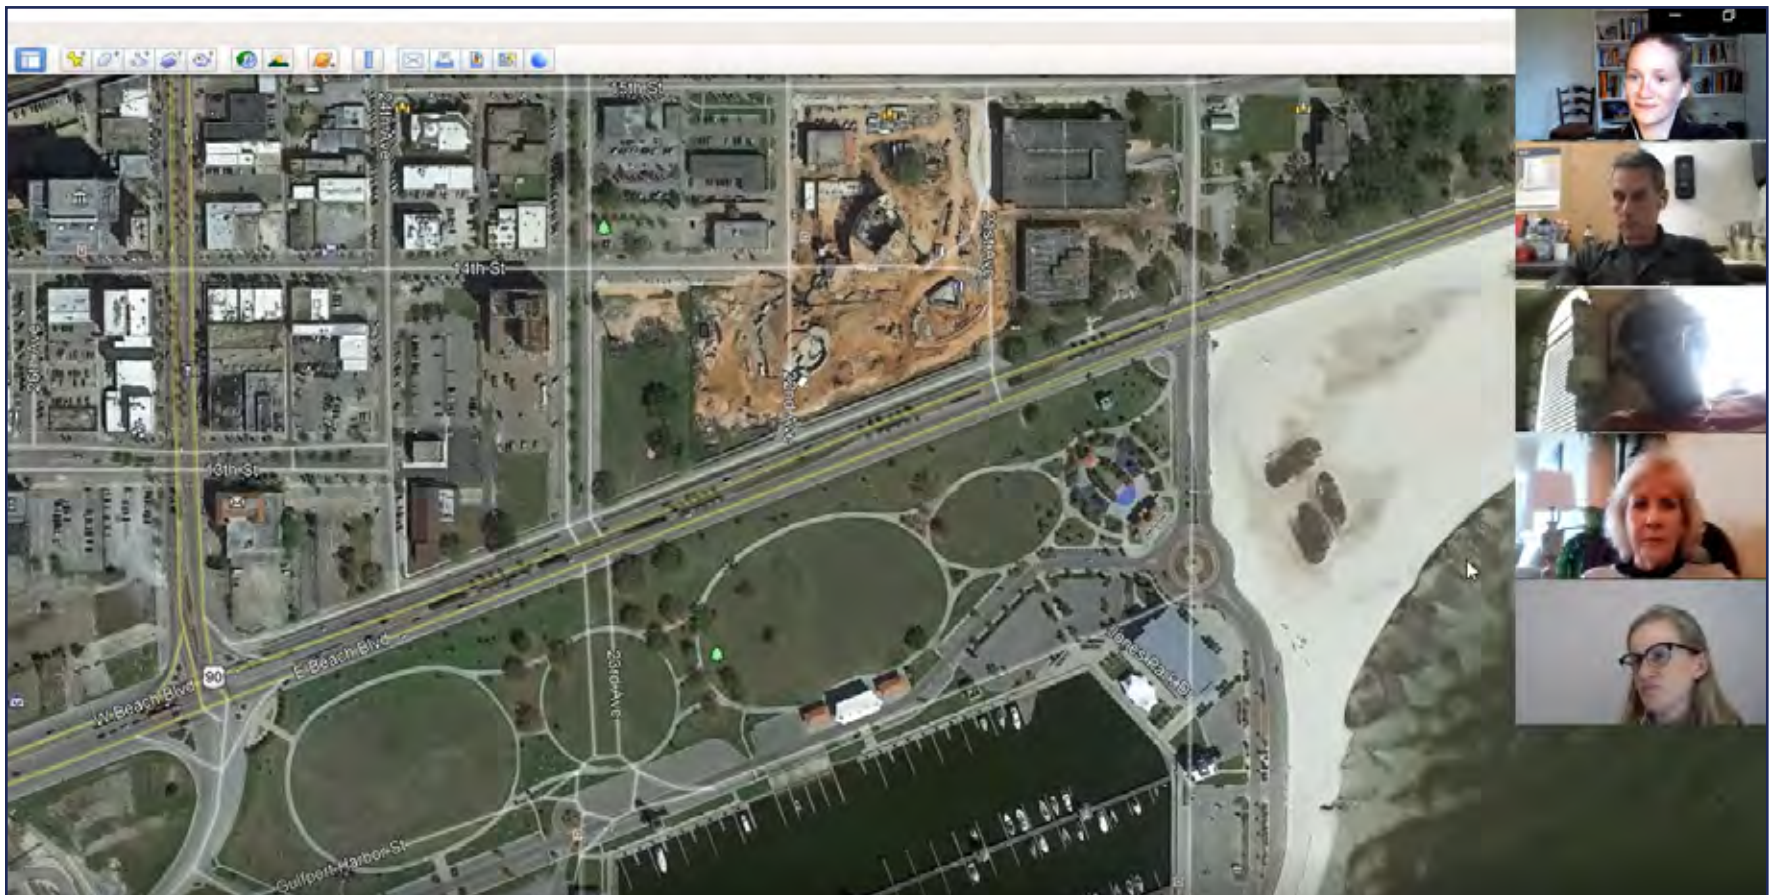 15th St
24th Ave
14th St
22nd Ave
13th St
W Beach Blvd
90
E Beach Blvd
23rd Ave
Jones Park Dr
Gulfport Harbor St